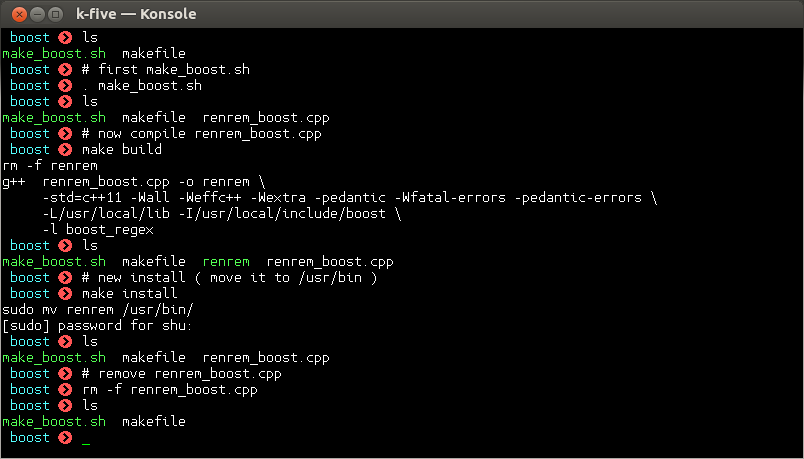 k-five — Konsole
boost ❯ ls
make_boost.sh  makefile
boost ❯ # first make_boost.sh
boost ❯ . make_boost.sh
boost ❯ ls
make_boost.sh  makefile  renrem_boost.cpp
boost ❯ # now compile renrem_boost.cpp
boost ❯ make build
rm -f renrem
g++  renrem_boost.cpp -o renrem \
     -std=c++11 -Wall -Weffc++ -Wextra -pedantic -Wfatal-errors -pedantic-errors \
     -L/usr/local/lib -I/usr/local/include/boost \
     -l boost_regex
boost ❯ ls
make_boost.sh  makefile  renrem  renrem_boost.cpp
boost ❯ # new install ( move it to /usr/bin )
boost ❯ make install
sudo mv renrem /usr/bin/
[sudo] password for shu:
boost ❯ ls
make_boost.sh  makefile  renrem_boost.cpp
boost ❯ # remove renrem_boost.cpp
boost ❯ rm -f renrem_boost.cpp
boost ❯ ls
make_boost.sh  makefile
boost ❯ _